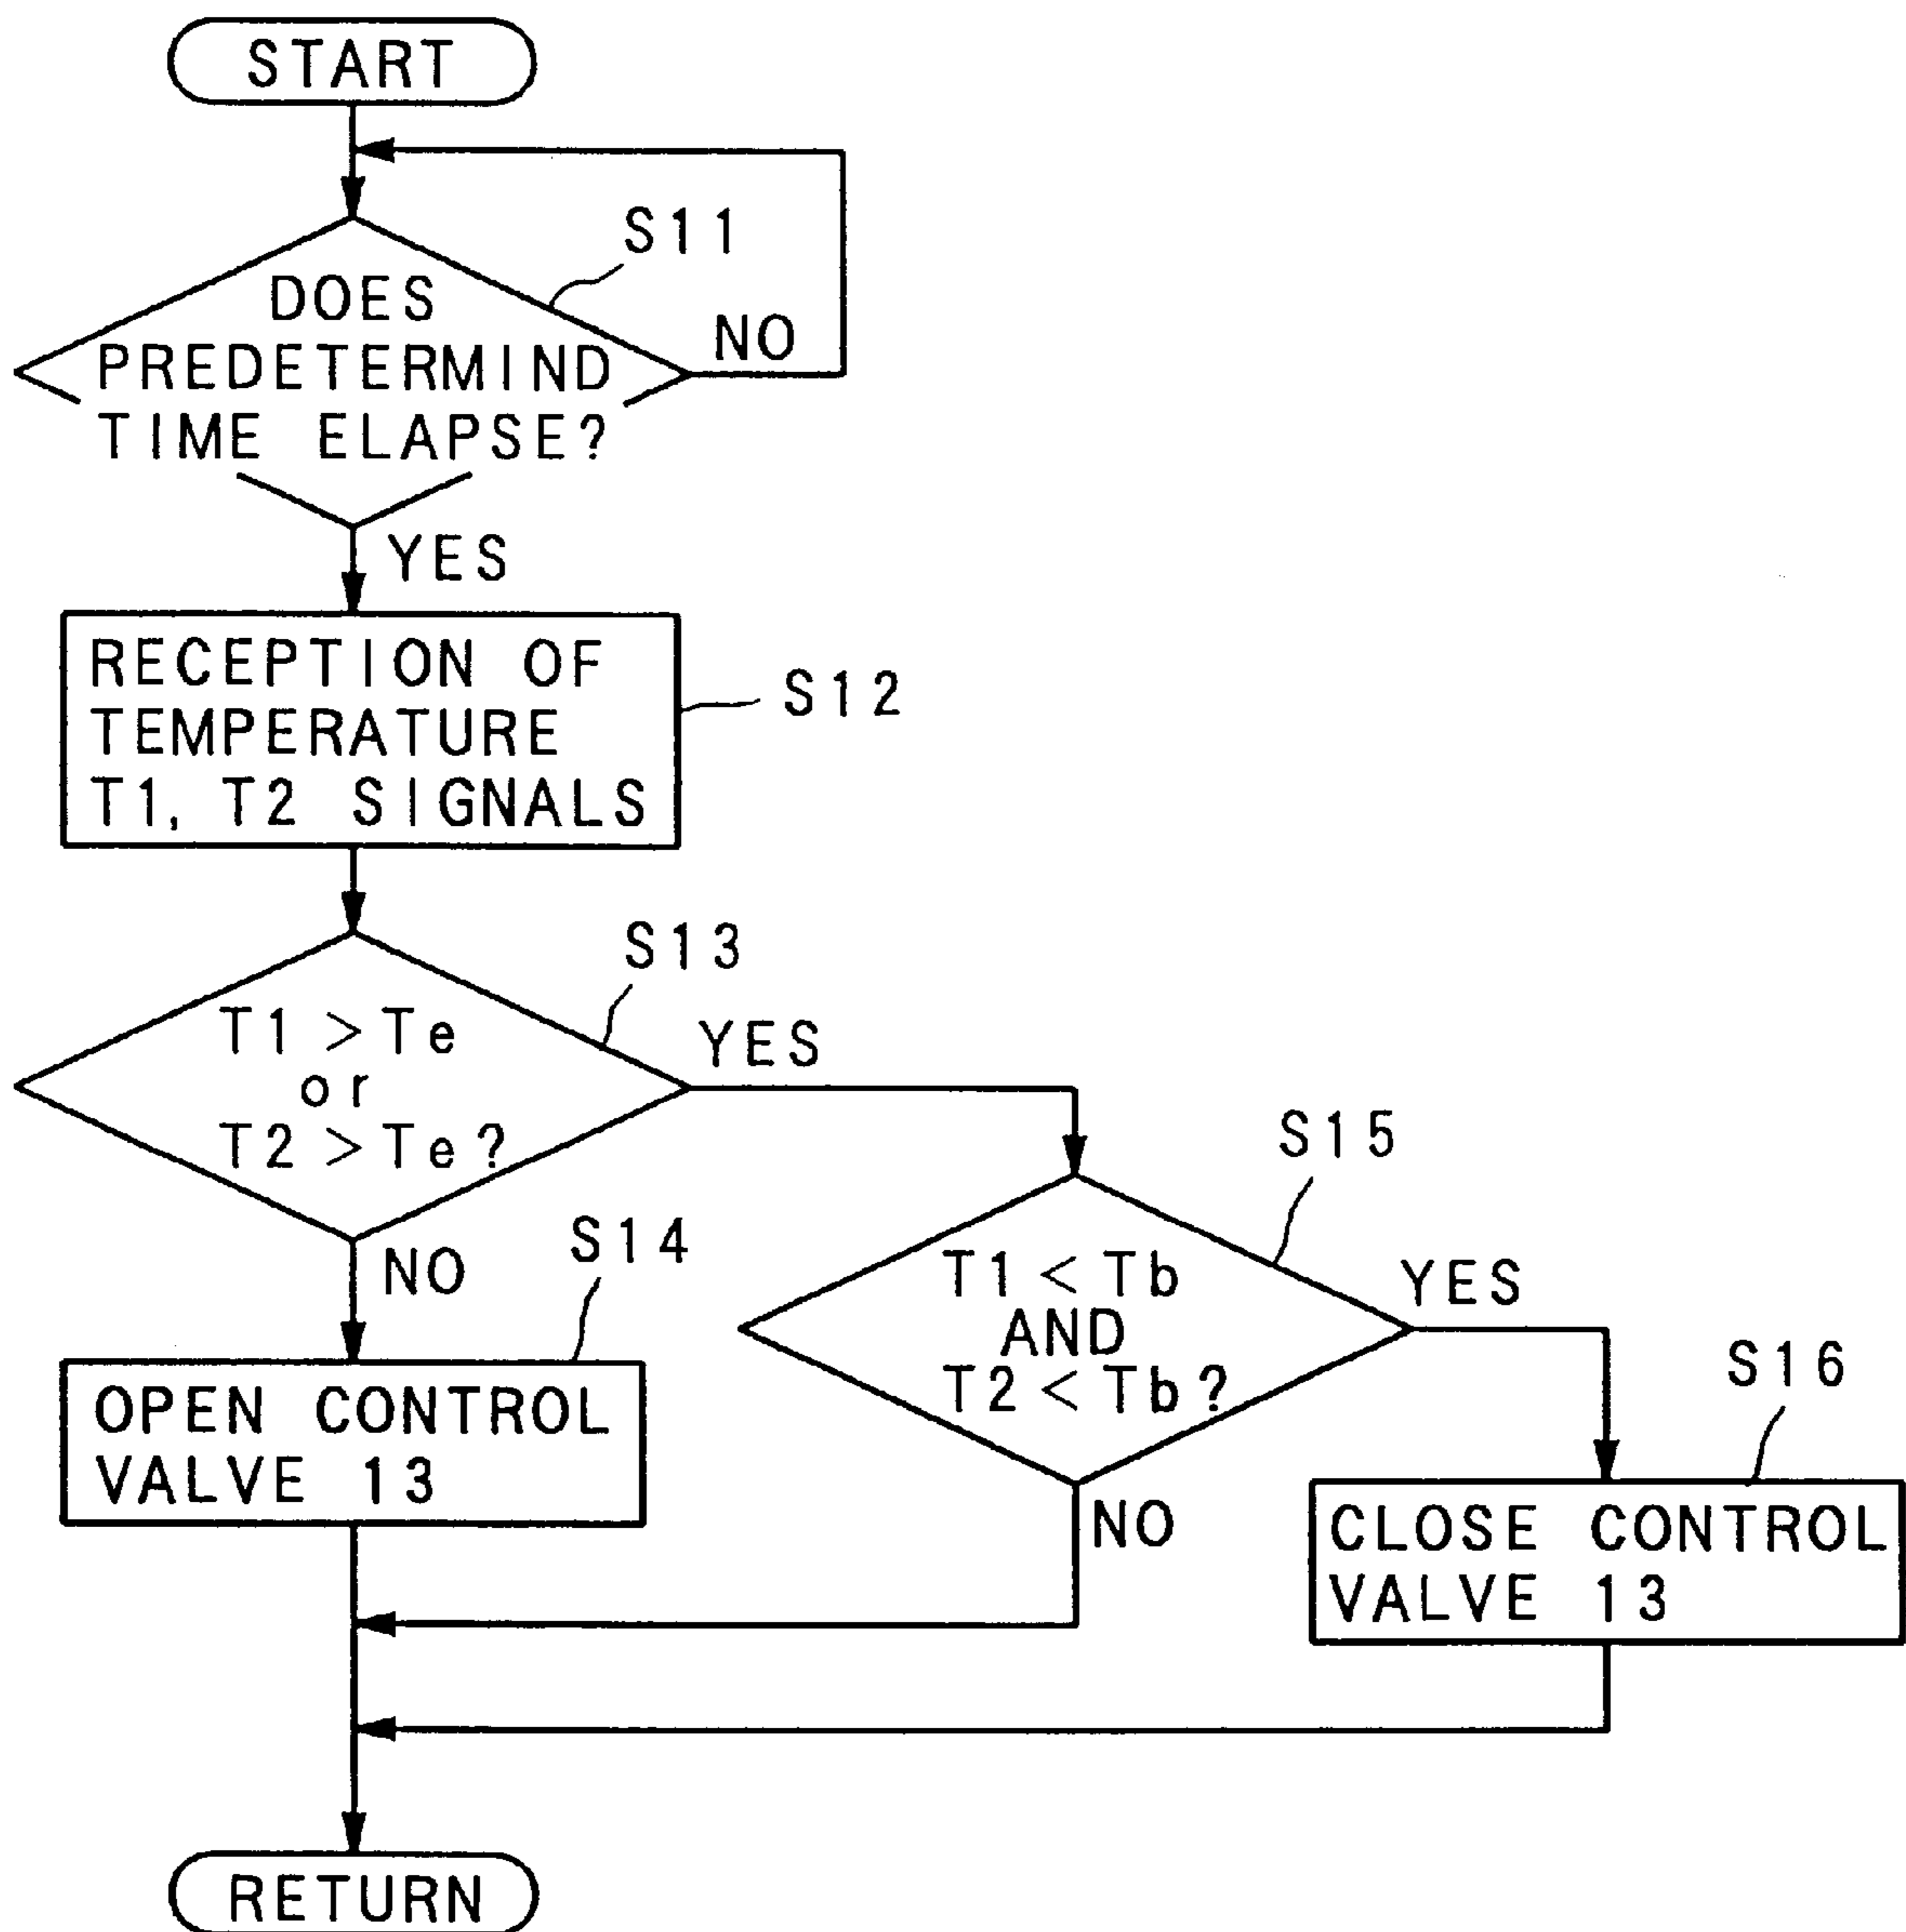 START
S11
DOES
PREDETERMIND
TIME ELAPSE?
NO
YES
RECEPTION OF
TEMPERATURE
T1, T2 SIGNALS
S12
S13
T1 > Te
or
T2 > Te?
YES
NO
S14
OPEN CONTROL
VALVE 13
S15
T1 < Tb
AND
T2 < Tb?
YES
NO
S16
CLOSE CONTROL
VALVE 13
RETURN